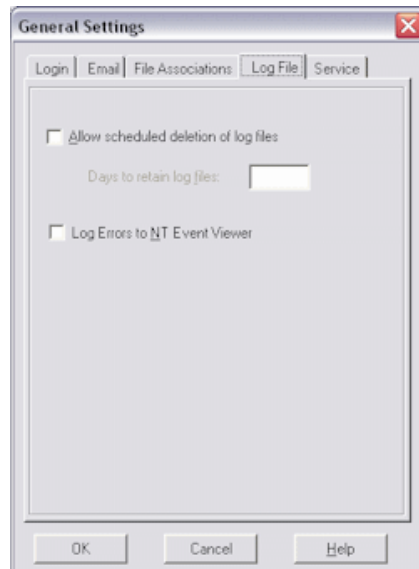 General Settings
Login Email File Associations Log File Service
Allow scheduled deletion of log files
Days to retain log files:
Log Errors to NT Event Viewer
OK Cancel Help